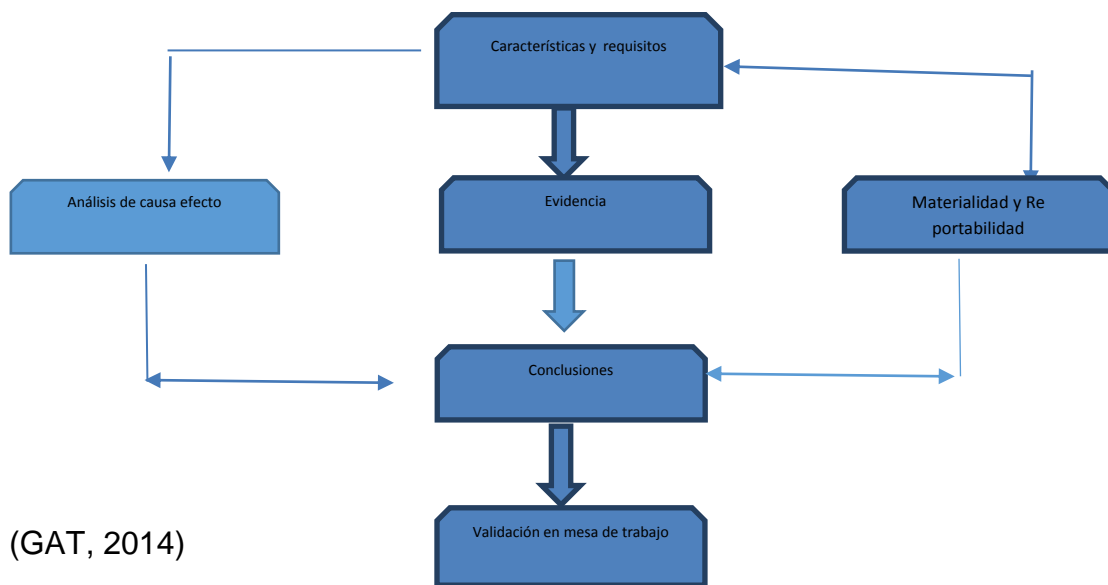 Características y requisitos
Análisis de causa efecto
Evidencia
Materialidad y Re
portabilidad
Conclusiones
Validación en mesa de trabajo
(GAT, 2014)